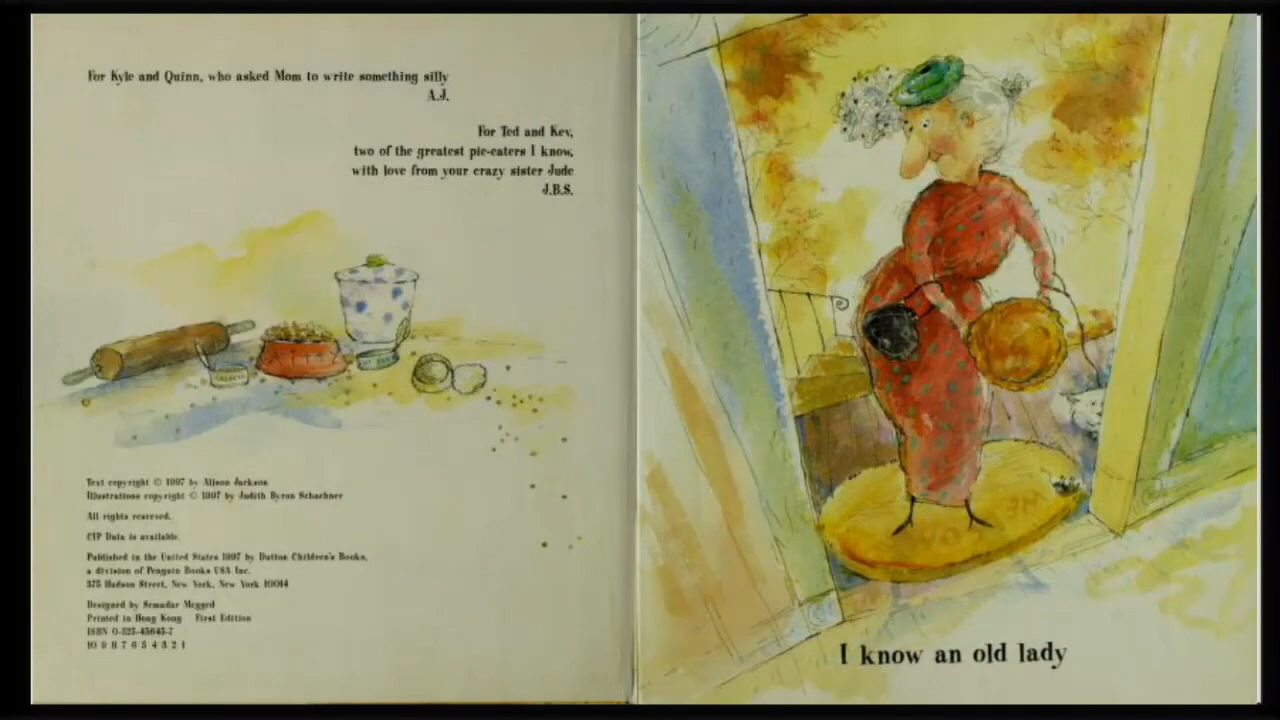 For Kyle and Quinn, who asked Mom to write something silly
A.J.
For Ted and Kev,
two of the greatest pie-eaters I know,
with love from your crazy sister Jude
J.B.S.
Text copyright © 1997 by Alison Jackson
Illustrations copyright © 1997 by Judith Byron Schachner
All rights reserved.
CIP Data is available.
Published in the United States 1997 by Dutton Children's Books,
a division of Penguin Books USA Inc.
375 Hudson Street, New York, New York 10014
Designed by Semadar Megged
Printed in Hong Kong First Edition
ISBN 0-525-45645-7
10 9 8 7 6 5 4 3 2 1
I know an old lady